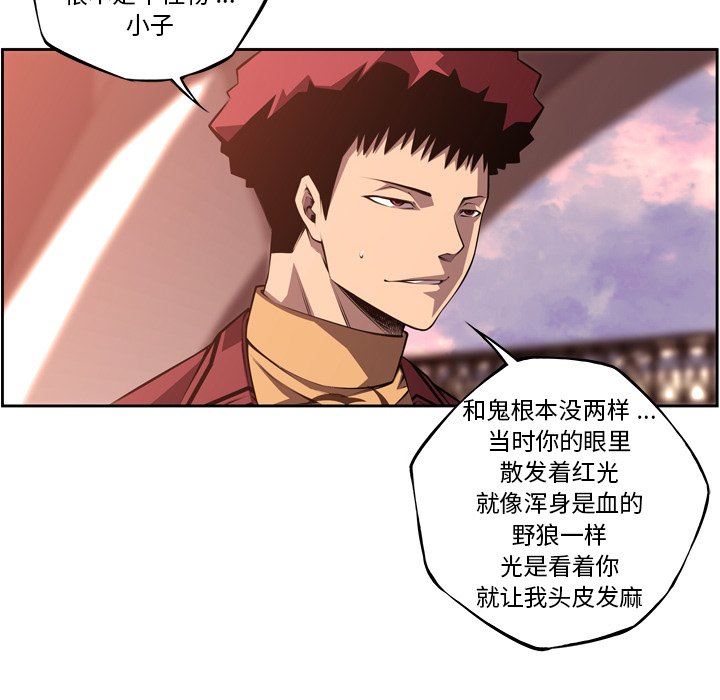 小子
和鬼根本没两样 ...
当时你的眼里
散发着红光
就像浑身是血的
野狼一样
光是看着你
就让我头皮发麻